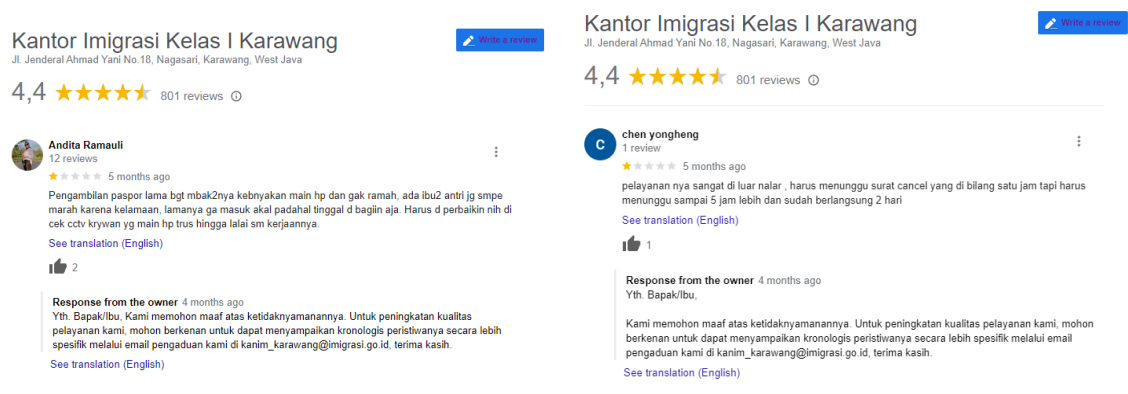 Kantor Imigrasi Kelas I Karawang
Write a review
Jl. Jenderal Ahmad Yani No.18, Nagasari, Karawang, West Java
4,4 801 reviews
Andita Ramauli
12 reviews
5 months ago
Pengambilan paspor lama bgt mbak2nya kebnyakan main hp dan gak ramah, ada ibu2 antri jg smpe
marah karena kelamaan, lamanya ga masuk akal padahal tinggal d bagiin aja. Harus d perbaikin nih di
cek cctv krywan yg main hp trus hingga lalai sm kerjaannya.
See translation (English)
2
Response from the owner 4 months ago
Yth. Bapak/Ibu, Kami memohon maaf atas ketidaknyamanannya. Untuk peningkatan kualitas
pelayanan kami, mohon berkenan untuk dapat menyampaikan kronologis peristiwanya secara lebih
spesifik melalui email pengaduan kami di kanim_karawang@imigrasi.go.id, terima kasih.
See translation (English)
Kantor Imigrasi Kelas I Karawang
Write a review
Jl. Jenderal Ahmad Yani No.18, Nagasari, Karawang, West Java
4,4 801 reviews
C
chen yongheng
1 review
5 months ago
pelayanan nya sangat di luar nalar , harus menunggu surat cancel yang di bilang satu jam tapi harus
menunggu sampai 5 jam lebih dan sudah berlangsung 2 hari
See translation (English)
1
Response from the owner 4 months ago
Yth. Bapak/Ibu,
Kami memohon maaf atas ketidaknyamanannya. Untuk peningkatan kualitas pelayanan kami, mohon
berkenan untuk dapat menyampaikan kronologis peristiwanya secara lebih spesifik melalui email
pengaduan kami di kanim_karawang@imigrasi.go.id, terima kasih.
See translation (English)